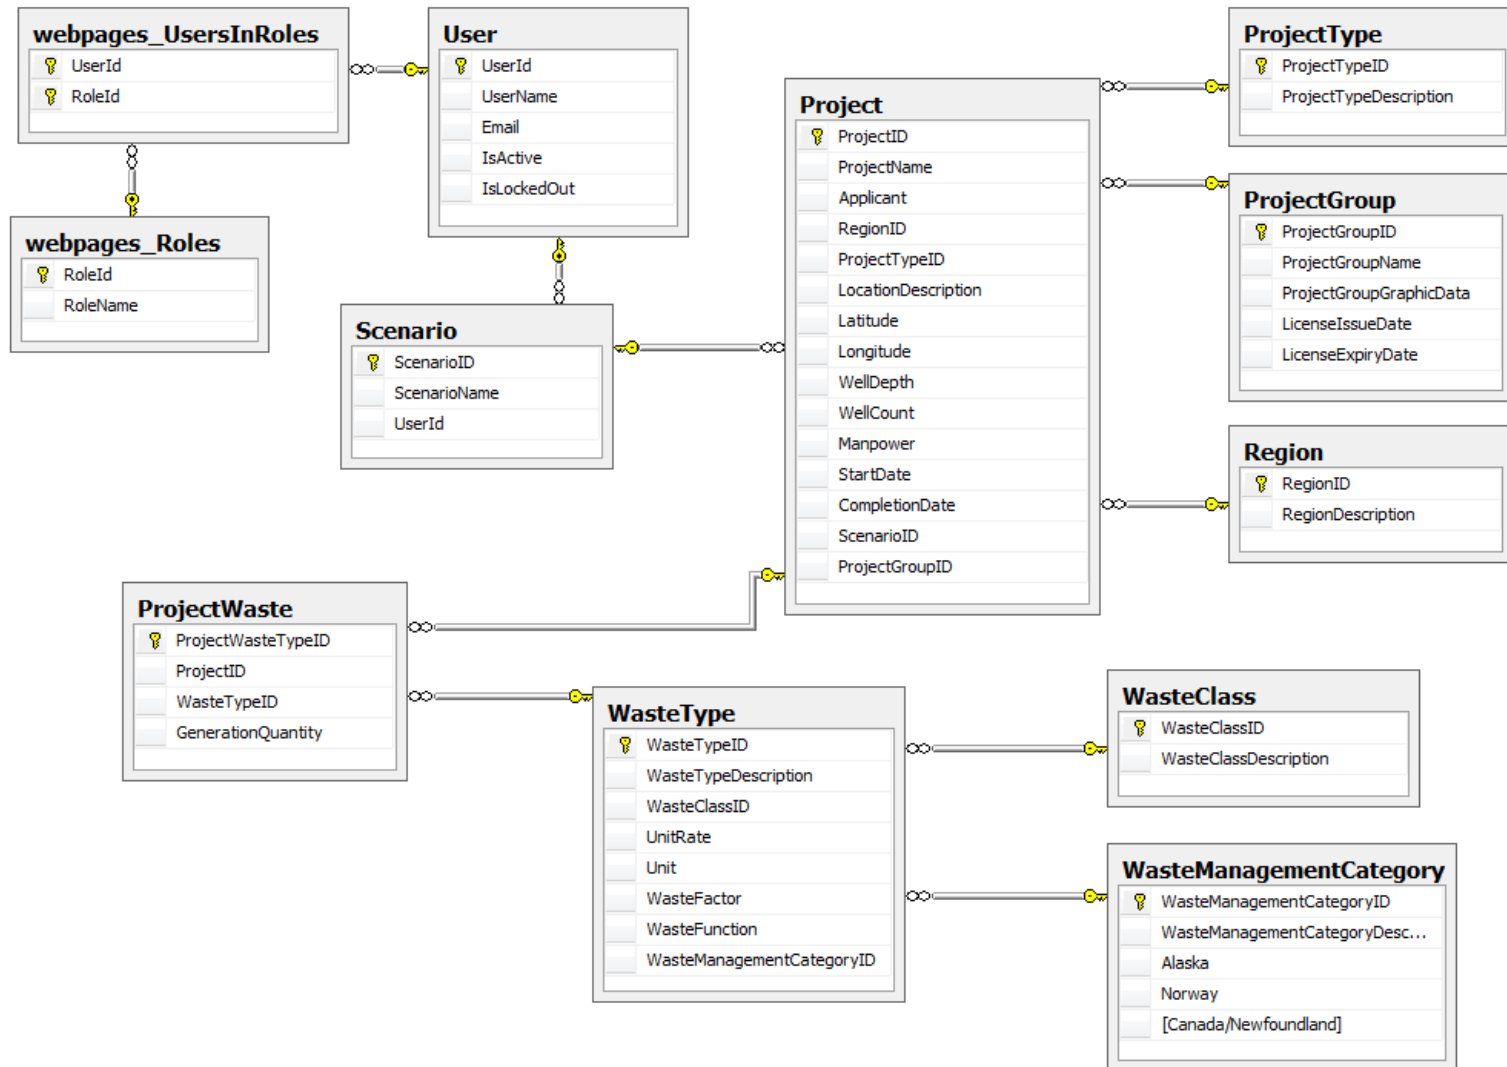 webpages_UsersInRoles
UserId
RoleId
User
UserId
UserName
Email
IsActive
IsLockedOut
webpages_Roles
RoleId
RoleName
Scenario
ScenarioID
ScenarioName
UserId
Project
ProjectID
ProjectName
Applicant
RegionID
ProjectTypeID
LocationDescription
Latitude
Longitude
WellDepth
WellCount
Manpower
StartDate
CompletionDate
ScenarioID
ProjectGroupID
ProjectType
ProjectTypeID
ProjectTypeDescription
ProjectGroup
ProjectGroupID
ProjectGroupName
ProjectGroupGraphicData
LicenseIssueDate
LicenseExpiryDate
Region
RegionID
RegionDescription
ProjectWaste
ProjectWasteTypeID
ProjectID
WasteTypeID
GenerationQuantity
WasteType
WasteTypeID
WasteTypeDescription
WasteClassID
UnitRate
Unit
WasteFactor
WasteFunction
WasteManagementCategoryID
WasteClass
WasteClassID
WasteClassDescription
WasteManagementCategory
WasteManagementCategoryID
WasteManagementCategoryDesc...
Alaska
Norway
[Canada/Newfoundland]